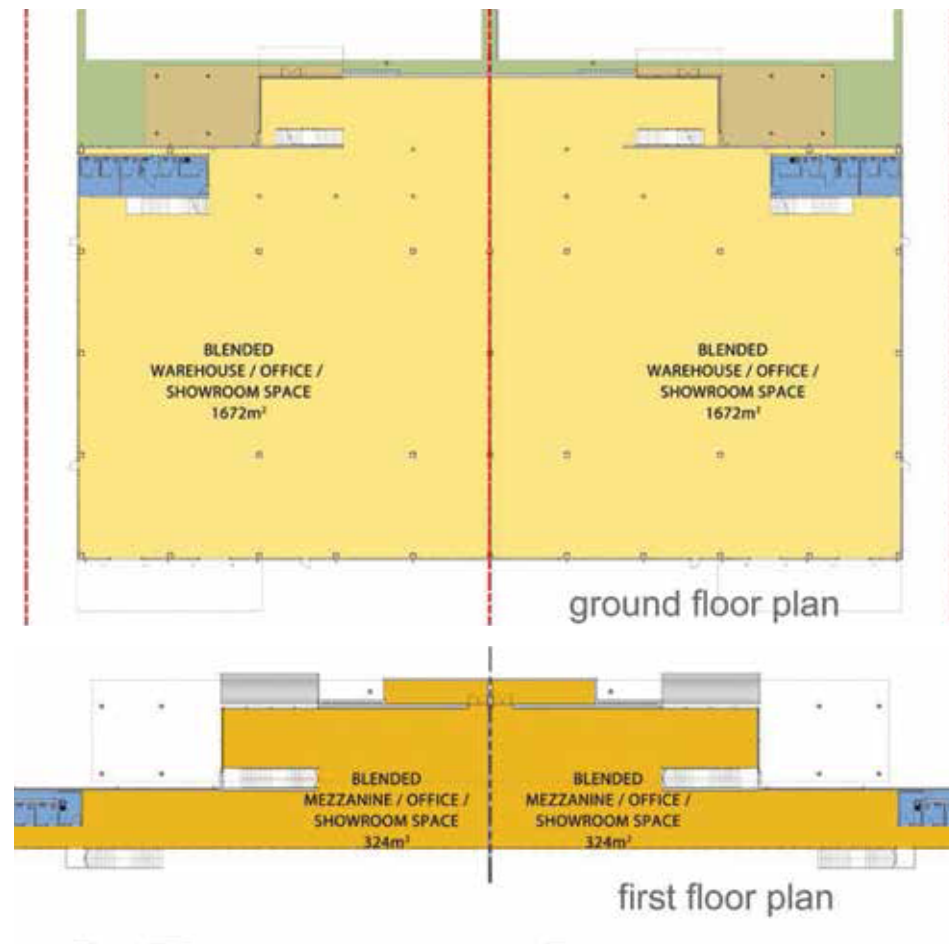 BLENDED
WAREHOUSE / OFFICE /
SHOWROOM SPACE
1672m²
BLENDED
WAREHOUSE / OFFICE /
SHOWROOM SPACE
1672m²
ground floor plan
BLENDED
MEZZANINE / OFFICE /
SHOWROOM SPACE
324m²
BLENDED
MEZZANINE / OFFICE /
SHOWROOM SPACE
324m²
first floor plan